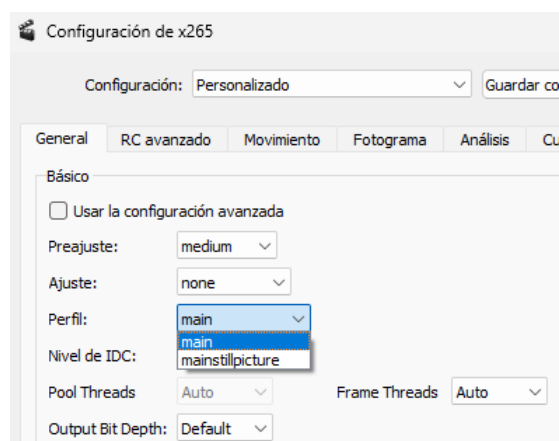 Configuración de x265
Configuración: Personalizado Guardar co
General RC avanzado Movimiento Fotograma Análisis Cu
Básico
Usar la configuración avanzada
Preajuste: medium
Ajuste: none
Perfil: main
main
Nivel de IDC: mainstillpicture
Pool Threads Auto Frame Threads Auto
Output Bit Depth: Default